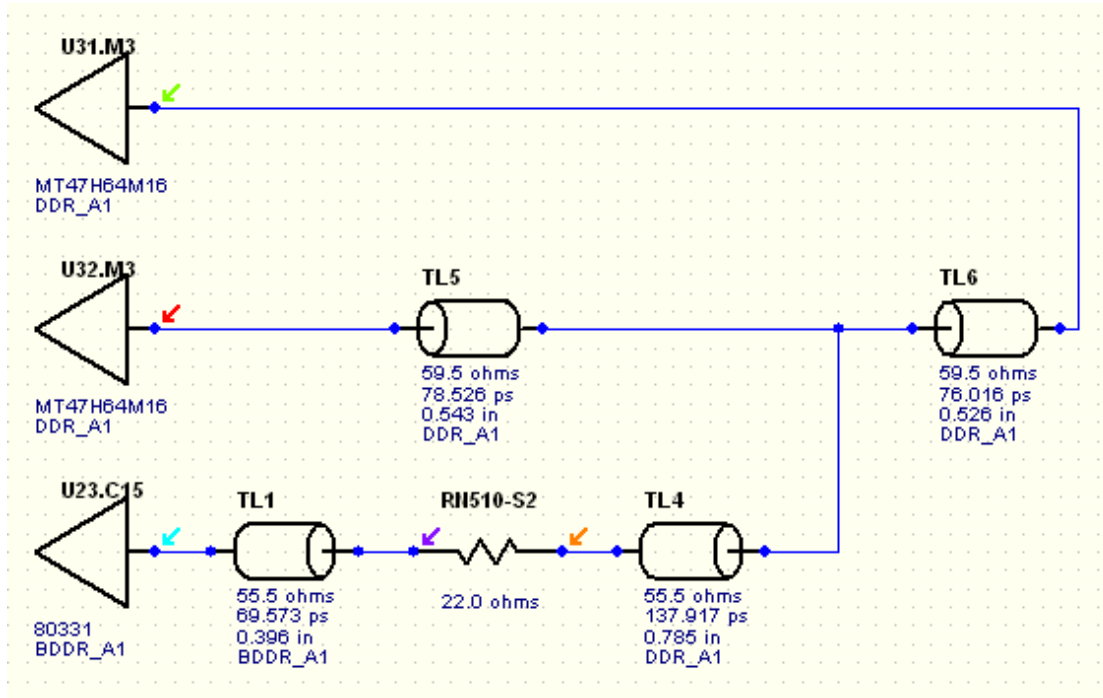 U31.M3
MT47H64M16
DDR_A1
U32.M3
MT47H64M16
DDR_A1
TL5
59.5 ohms
78.526 ps
0.543 in
DDR_A1
TL6
59.5 ohms
76.016 ps
0.526 in
DDR_A1
U23.C15
80331
BDDR_A1
TL1
55.5 ohms
69.573 ps
0.396 in
BDDR_A1
RN510-S2
22.0 ohms
TL4
55.5 ohms
137.917 ps
0.785 in
DDR_A1